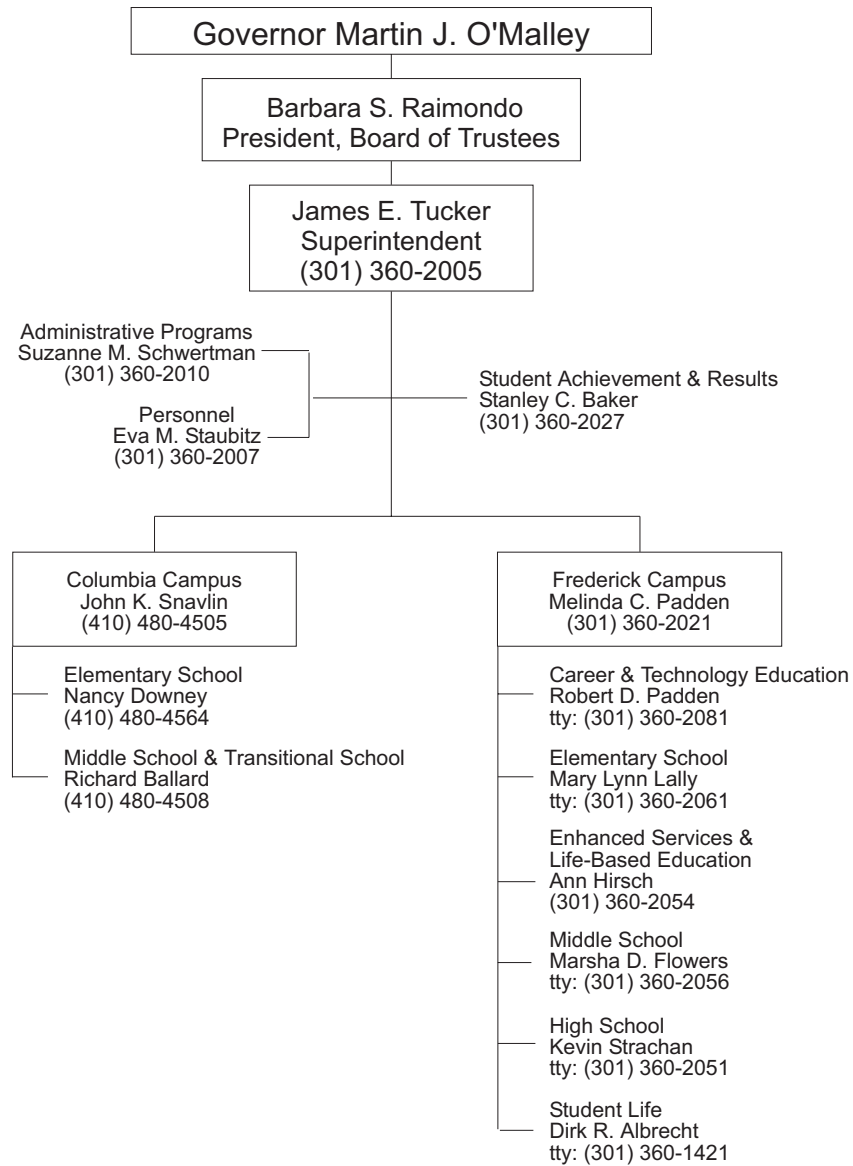 Governor Martin J. O'Malley
Barbara S. Raimondo
President, Board of Trustees
James E. Tucker
Superintendent
(301) 360-2005
Administrative Programs
Suzanne M. Schwertman
(301) 360-2010
Personnel
Eva M. Staubitz
(301) 360-2007
Student Achievement & Results
Stanley C. Baker
(301) 360-2027
Columbia Campus
John K. Snavlin
(410) 480-4505
Elementary School
Nancy Downey
(410) 480-4564
Middle School & Transitional School
Richard Ballard
(410) 480-4508
Frederick Campus
Melinda C. Padden
(301) 360-2021
Career & Technology Education
Robert D. Padden
tty: (301) 360-2081
Elementary School
Mary Lynn Lally
tty: (301) 360-2061
Enhanced Services &
Life-Based Education
Ann Hirsch
(301) 360-2054
Middle School
Marsha D. Flowers
tty: (301) 360-2056
High School
Kevin Strachan
tty: (301) 360-2051
Student Life
Dirk R. Albrecht
tty: (301) 360-1421